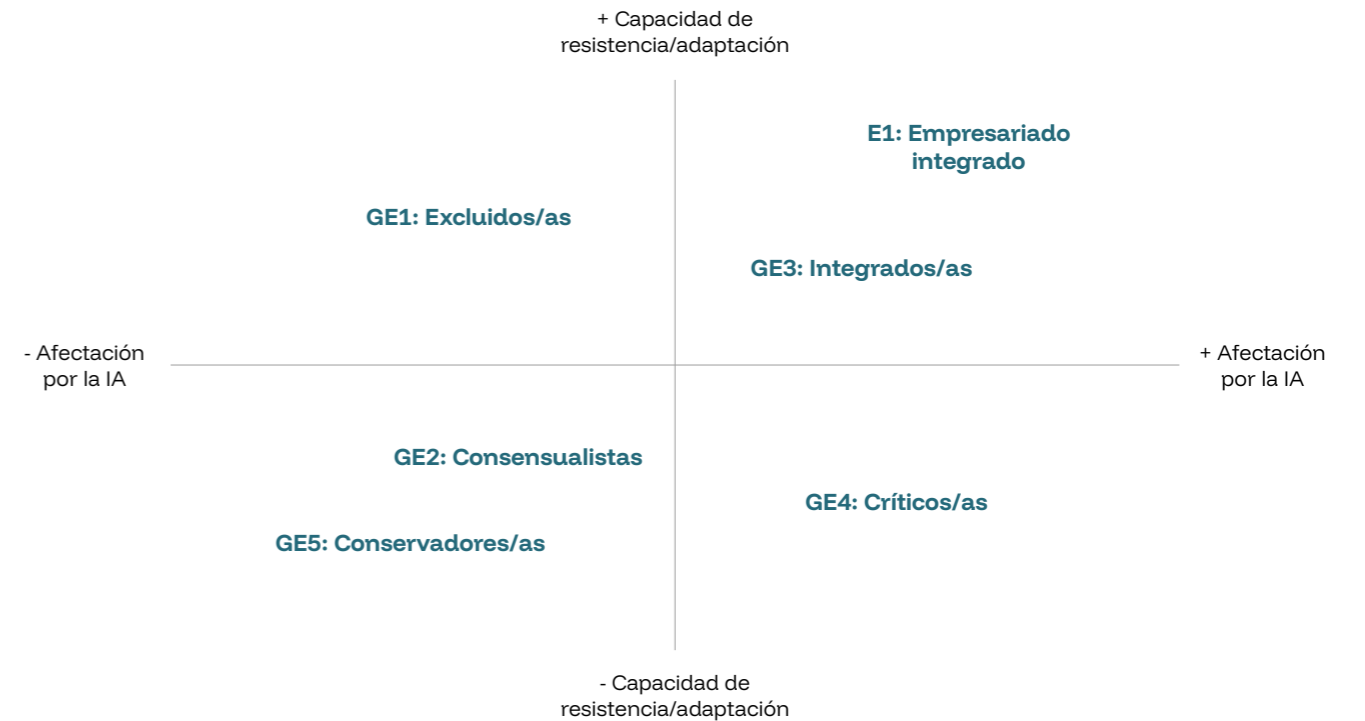 + Capacidad de
resistencia/adaptación
E1: Empresariado
integrado
GE1: Excluidos/as
GE3: Integrados/as
- Afectación
por la IA
+ Afectación
por la IA
GE2: Consensualistas
GE4: Críticos/as
GE5: Conservadores/as
- Capacidad de
resistencia/adaptación